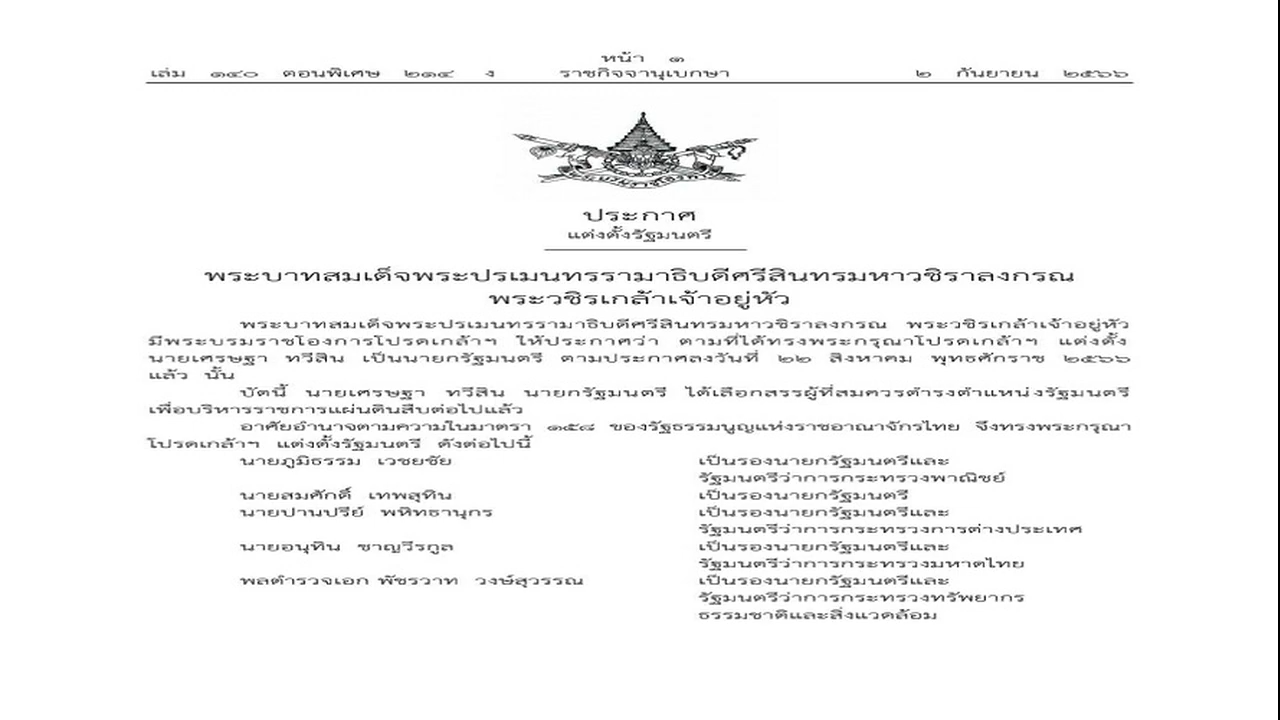 หน้า ๑
เล่ม ๑๔๐ ตอนพิเศษ ๒๑๔ ง ราชกิจจานุเบกษา ๒ กันยายน ๒๕๖๖
ประกาศ
แต่งตั้งรัฐมนตรี
พระบาทสมเด็จพระปรเมนทรรามาธิบดีศรีสินทรมหาวชิราลงกรณ
พระวชิรเกล้าเจ้าอยู่หัว
พระบาทสมเด็จพระปรเมนทรรามาธิบดีศรีสินทรมหาวชิราลงกรณ พระวชิรเกล้าเจ้าอยู่หัว
มีพระบรมราชโองการโปรดเกล้าฯ ให้ประกาศว่า ตามที่ได้ทรงพระกรุณาโปรดเกล้าฯ แต่งตั้ง
นายเศรษฐา ทวีสิน เป็นนายกรัฐมนตรี ตามประกาศลงวันที่ ๒๒ สิงหาคม พุทธศักราช ๒๕๖๖
แล้ว นั้น
บัดนี้ นายเศรษฐา ทวีสิน นายกรัฐมนตรี ได้เลือกสรรผู้ที่สมควรดำรงตำแหน่งรัฐมนตรี
เพื่อบริหารราชการแผ่นดินสืบต่อไปแล้ว
อาศัยอำนาจตามความในมาตรา ๑๕๘ ของรัฐธรรมนูญแห่งราชอาณาจักรไทย จึงทรงพระกรุณา
โปรดเกล้าฯ แต่งตั้งรัฐมนตรี ดังต่อไปนี้
นายภูมิธรรม เวชยชัย เป็นรองนายกรัฐมนตรีและ
รัฐมนตรีว่าการกระทรวงพาณิชย์
นายสมศักดิ์ เทพสุทิน เป็นรองนายกรัฐมนตรี
นายปานปรีย์ พหิทธานุกร เป็นรองนายกรัฐมนตรีและ
รัฐมนตรีว่าการกระทรวงการต่างประเทศ
นายอนุทิน ชาญวีรกูล เป็นรองนายกรัฐมนตรีและ
รัฐมนตรีว่าการกระทรวงมหาดไทย
พลตำรวจเอก พัชรวาท วงษ์สุวรรณ เป็นรองนายกรัฐมนตรีและ
รัฐมนตรีว่าการกระทรวงทรัพยากร
ธรรมชาติและสิ่งแวดล้อม